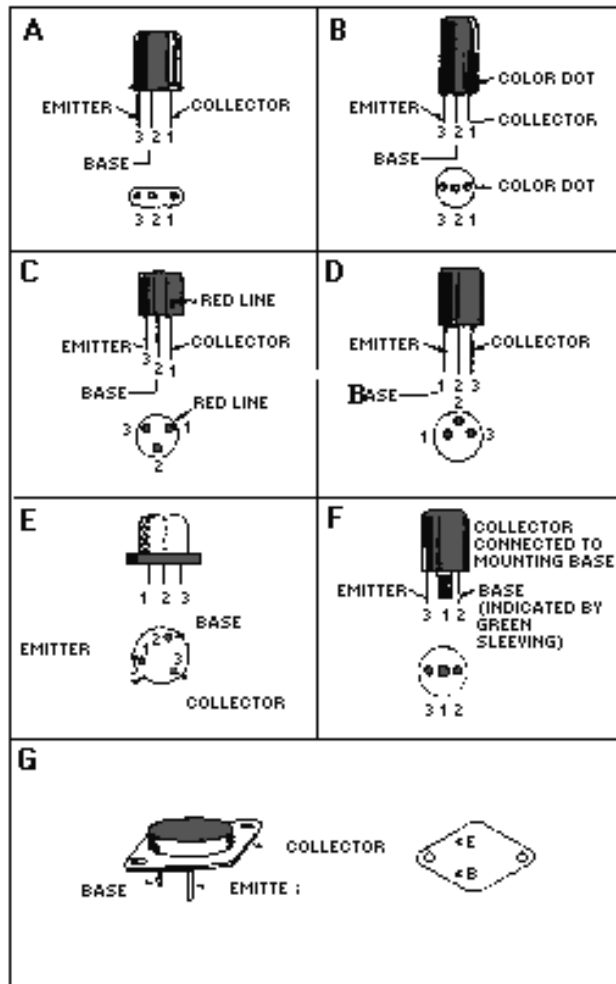 A
EMITTER
COLLECTOR
3 2 1
BASE
3 2 1
B
COLOR DOT
EMITTER
COLLECTOR
3 2 1
BASE
COLOR DOT
3 2 1
C
RED LINE
EMITTER
COLLECTOR
3 2 1
BASE
RED LINE
3 1
2
D
EMITTER
COLLECTOR
1 2 3
BASE
2
1 3
E
1 2 3
BASE
EMITTER
2
1
3
COLLECTOR
F
COLLECTOR
CONNECTED TO
MOUNTING BASE
EMITTER
BASE
3 1 2
(INDICATED BY
GREEN
SLEEVING)
3 1 2
G
COLLECTOR
BASE
EMITTE :
E
B